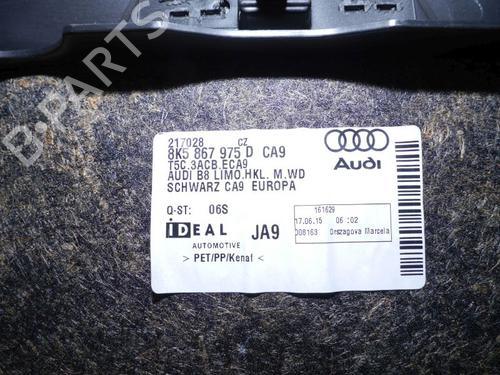 217028 CZ
8K5 867 975 D CA9
T5C.3ACB.ECA9
AUDI B8 LIMO.HKL. M.WD
SCHWARZ CA9 EUROPA
Audi
Q-ST: 06S
IDEAL
AUTOMOTIVE
JA9
> PET/PP/Kenaf <
161629
17.06.15 06:02
008163 Orszagova Marcela
B-PARTS